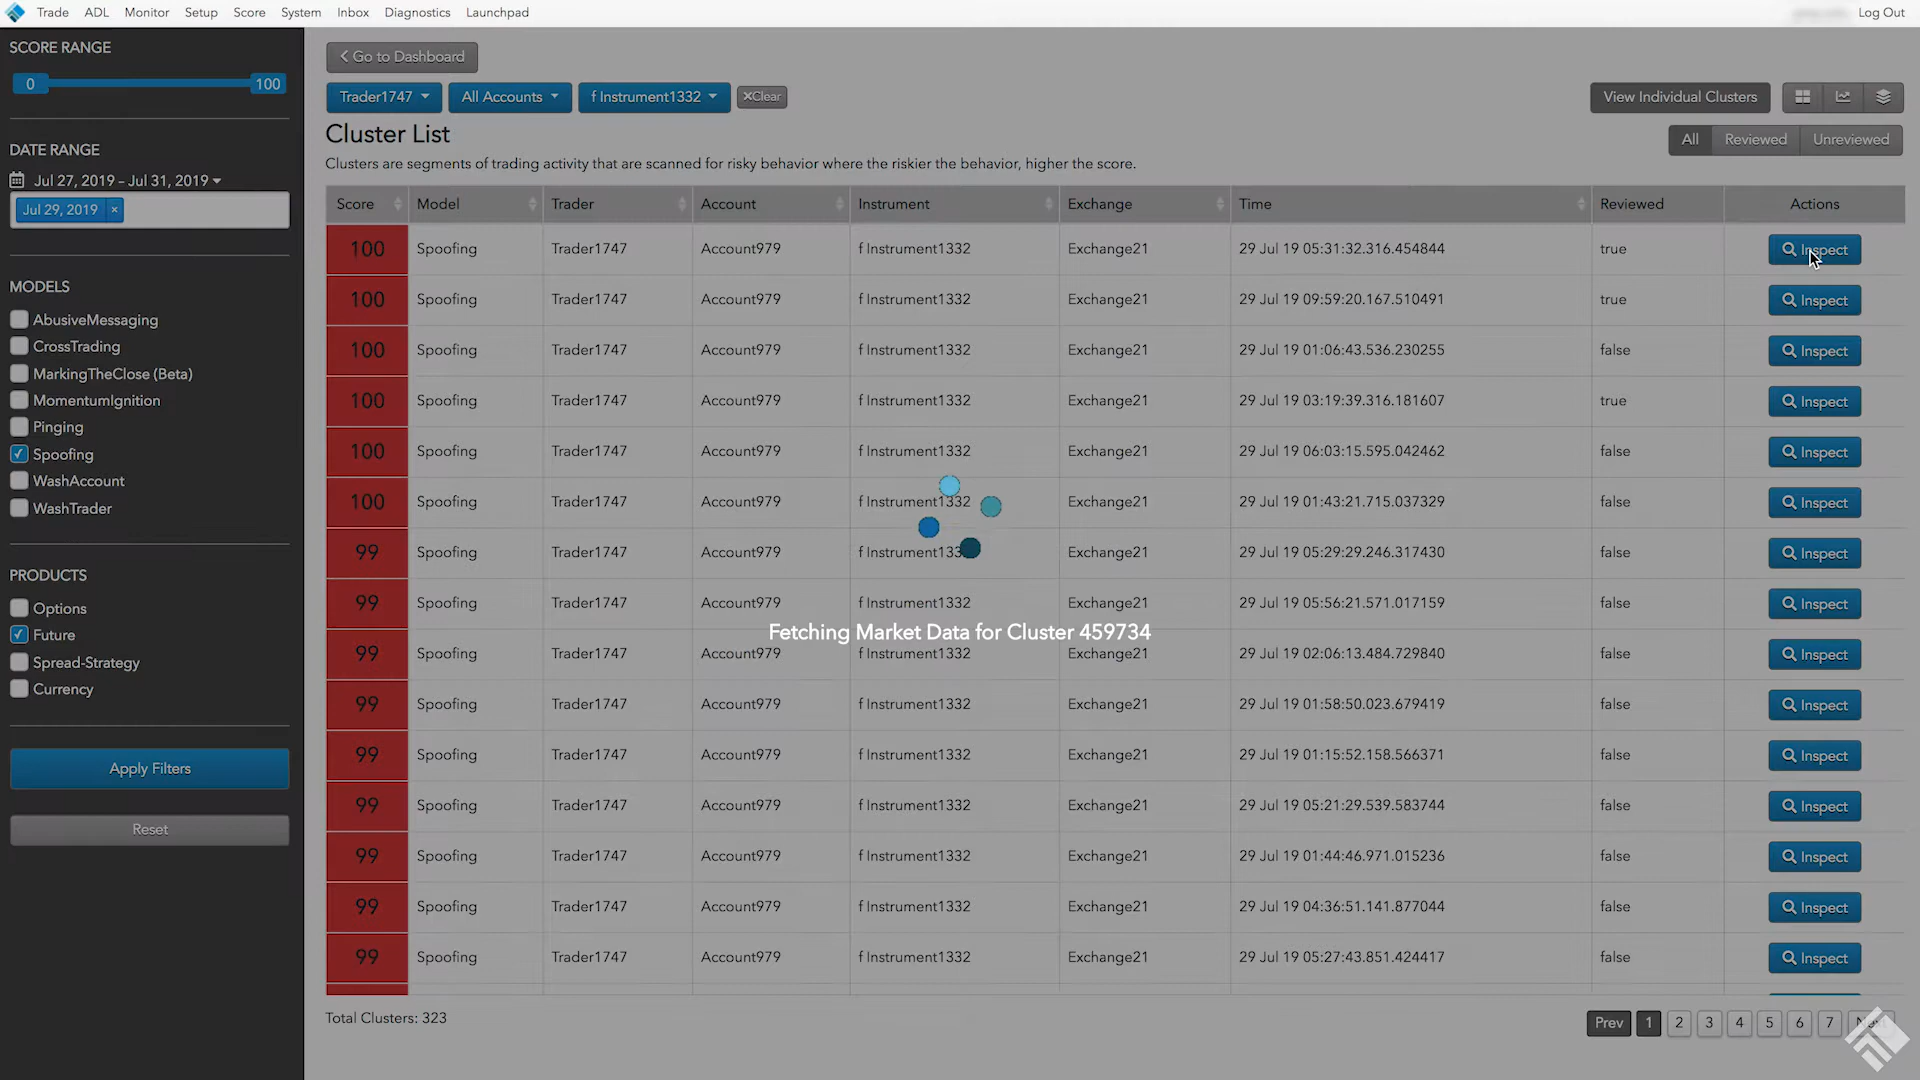 Trade ADL Monitor Setup Score System Inbox Diagnostics Launchpad Log Out
SCORE RANGE
0 100
DATE RANGE
Jul 27, 2019 – Jul 31, 2019
Jul 29, 2019 ×
MODELS
AbusiveMessaging
CrossTrading
MarkingTheClose (Beta)
MomentumIgnition
Pinging
Spoofing
WashAccount
WashTrader
PRODUCTS
Options
Future
Spread-Strategy
Currency
Apply Filters
Reset
Go to Dashboard
Trader1747 All Accounts f Instrument1332 ×Clear View Individual Clusters
Cluster List
All Reviewed Unreviewed
Clusters are segments of trading activity that are scanned for risky behavior where the riskier the behavior, higher the score.
Score Model Trader Account Instrument Exchange Time Reviewed Actions
100 Spoofing Trader1747 Account979 f Instrument1332 Exchange21 29 Jul 19 05:31:32.316.454844 true Inspect
100 Spoofing Trader1747 Account979 f Instrument1332 Exchange21 29 Jul 19 09:59:20.167.510491 true Inspect
100 Spoofing Trader1747 Account979 f Instrument1332 Exchange21 29 Jul 19 01:06:43.536.230255 false Inspect
100 Spoofing Trader1747 Account979 f Instrument1332 Exchange21 29 Jul 19 03:19:39.316.181607 true Inspect
100 Spoofing Trader1747 Account979 f Instrument1332 Exchange21 29 Jul 19 06:03:15.595.042462 false Inspect
100 Spoofing Trader1747 Account979 f Instrument1332 Exchange21 29 Jul 19 01:43:21.715.037329 false Inspect
99 Spoofing Trader1747 Account979 f Instrument1332 Exchange21 29 Jul 19 05:29:29.246.317430 false Inspect
99 Spoofing Trader1747 Account979 f Instrument1332 Exchange21 29 Jul 19 05:56:21.571.017159 false Inspect
Fetching Market Data for Cluster 459734
99 Spoofing Trader1747 Account979 f Instrument1332 Exchange21 29 Jul 19 02:06:13.484.729840 false Inspect
99 Spoofing Trader1747 Account979 f Instrument1332 Exchange21 29 Jul 19 01:58:50.023.679419 false Inspect
99 Spoofing Trader1747 Account979 f Instrument1332 Exchange21 29 Jul 19 01:15:52.158.566371 false Inspect
99 Spoofing Trader1747 Account979 f Instrument1332 Exchange21 29 Jul 19 05:21:29.539.583744 false Inspect
99 Spoofing Trader1747 Account979 f Instrument1332 Exchange21 29 Jul 19 01:44:46.971.015236 false Inspect
99 Spoofing Trader1747 Account979 f Instrument1332 Exchange21 29 Jul 19 04:36:51.141.877044 false Inspect
99 Spoofing Trader1747 Account979 f Instrument1332 Exchange21 29 Jul 19 05:27:43.851.424417 false Inspect
Total Clusters: 323
Prev 1 2 3 4 5 6 7 Next